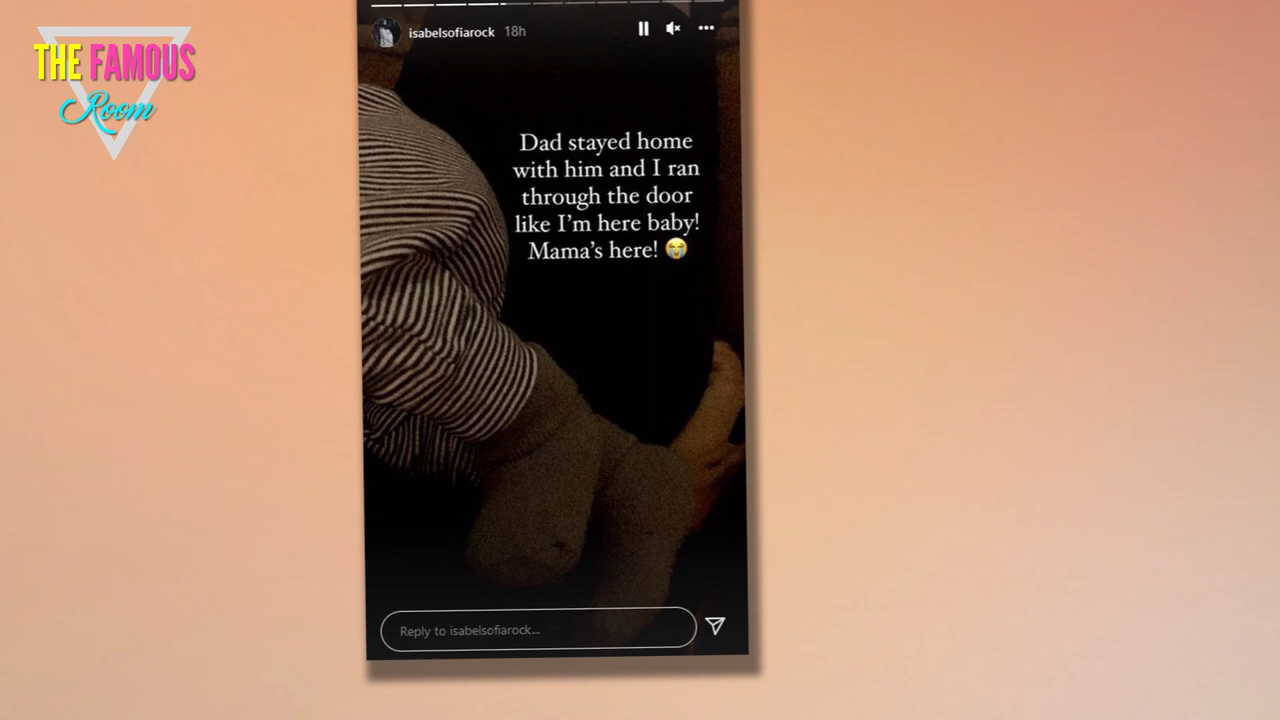 THE FAMOUS
Room
isabelsofiarock 18h
Dad stayed home
with him and I ran
through the door
like I'm here baby!
Mama's here! 😭
Reply to isabelsofiarock...